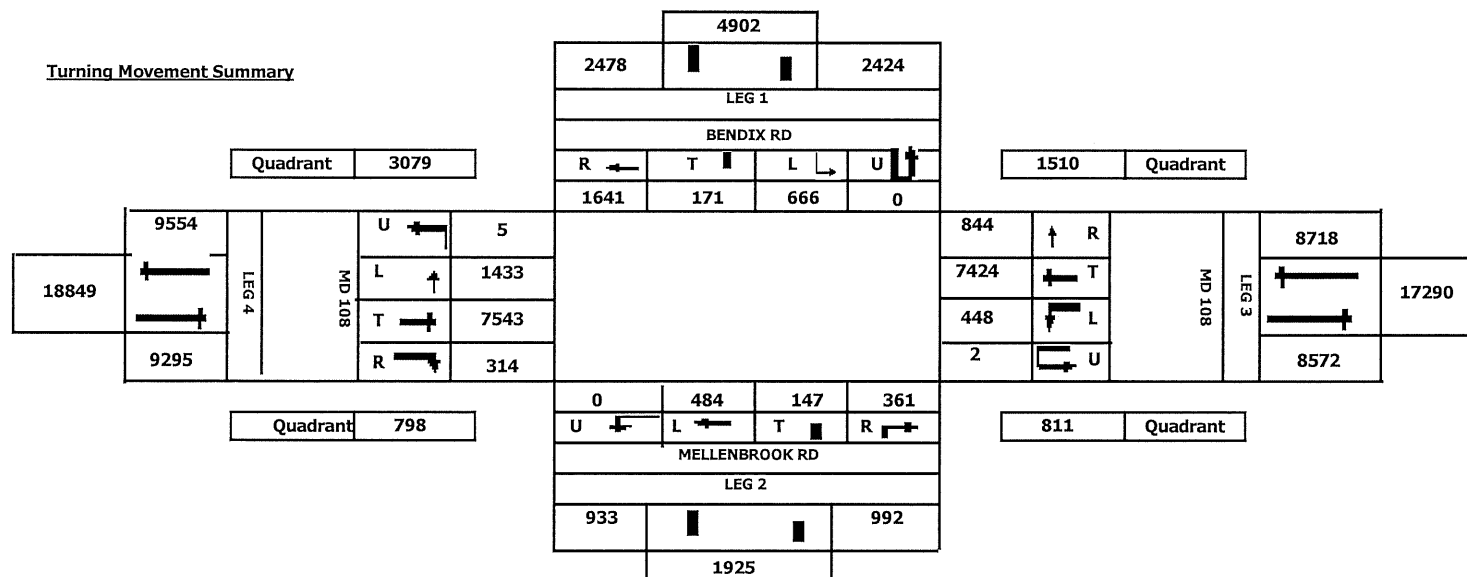 4902
Turning Movement Summary
2478 2424
LEG 1
BENDIX RD
Quadrant 3079
R T L U
1510 Quadrant
1641 171 666 0
9554 U 5
844 R 8718
L 1433
7424 T
18849 LEG 4 MD 108
MD 108 LEG 3 17290
T 7543
448 L
9295 R 314
2 U 8572
0 484 147 361
Quadrant 798
U L T R
811 Quadrant
MELLENBROOK RD
LEG 2
933 992
1925